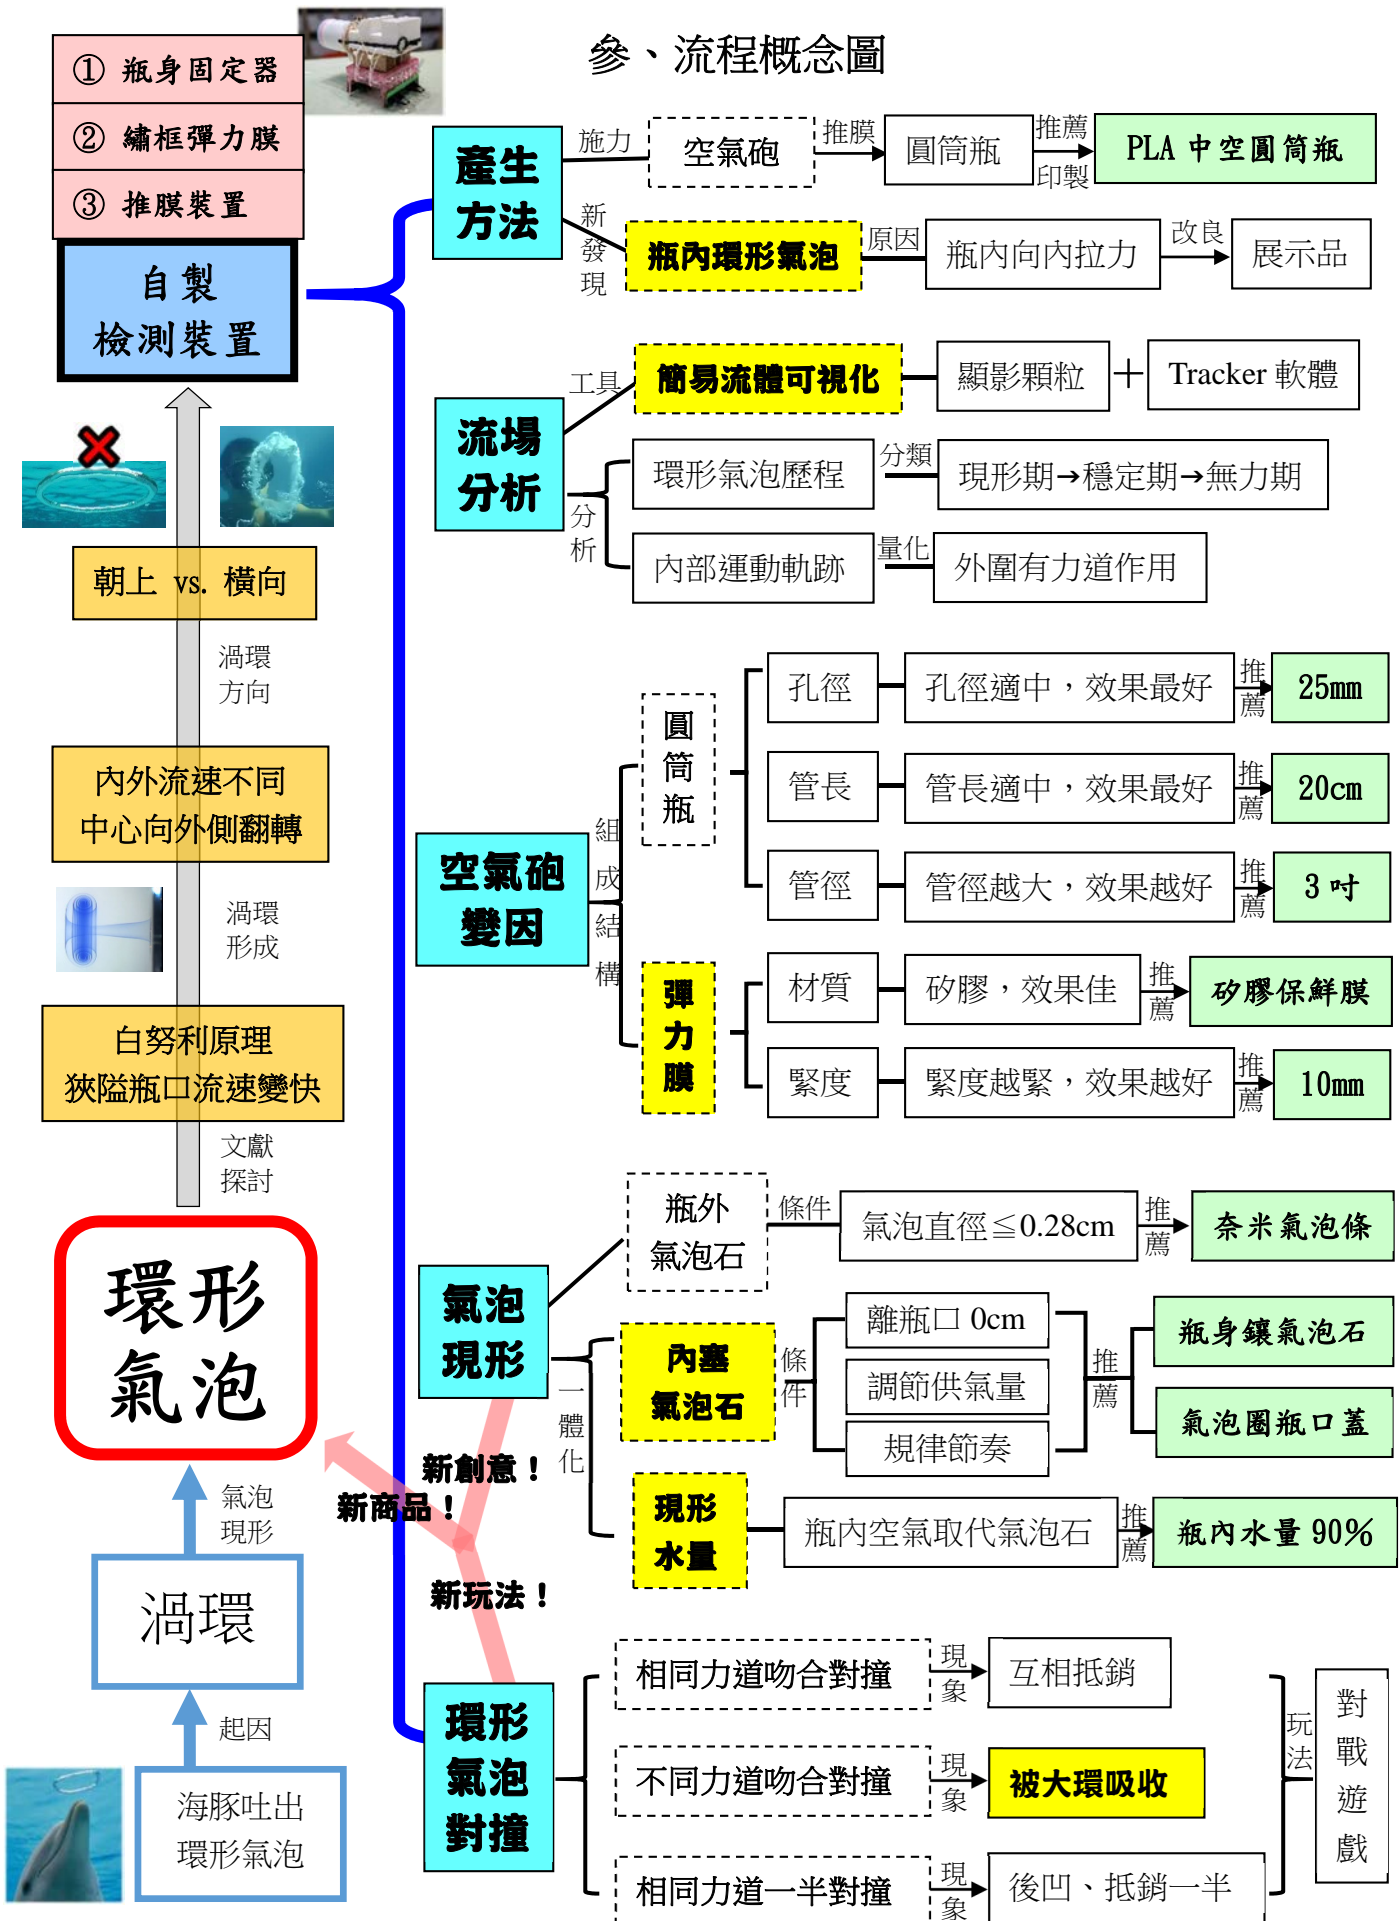 參、流程概念圖
① 瓶身固定器
② 繡框彈力膜
③ 推膜裝置
自製
檢測裝置
朝上 vs. 橫向
渦環
方向
內外流速不同
中心向外側翻轉
渦環
形成
白努利原理
狹隘瓶口流速變快
文獻
探討
環形
氣泡
氣泡
現形
渦環
起因
海豚吐出
環形氣泡
產生
方法
施力
空氣砲
推膜
圓筒瓶
推薦
印製
PLA 中空圓筒瓶
新發現
瓶內環形氣泡
原因
瓶內向內拉力
改良
展示品
流場
分析
工具
簡易流體可視化
顯影顆粒
＋
Tracker 軟體
分析
環形氣泡歷程
分類
現形期→穩定期→無力期
內部運動軌跡
量化
外圍有力道作用
空氣砲
變因
組成結構
圓筒瓶
孔徑
孔徑適中，效果最好
推薦
25mm
管長
管長適中，效果最好
推薦
20cm
管徑
管徑越大，效果越好
推薦
3 吋
彈力膜
材質
矽膠，效果佳
推薦
矽膠保鮮膜
緊度
緊度越緊，效果越好
推薦
10mm
氣泡
現形
瓶外
氣泡石
條件
氣泡直徑≦0.28cm
推薦
奈米氣泡條
一體化
內塞
氣泡石
條件
離瓶口 0cm
調節供氣量
規律節奏
推薦
瓶身鑲氣泡石
氣泡圈瓶口蓋
現形
水量
瓶內空氣取代氣泡石
推薦
瓶內水量 90%
新創意！
新商品！
新玩法！
環形
氣泡
對撞
相同力道吻合對撞
現象
互相抵銷
不同力道吻合對撞
現象
被大環吸收
相同力道一半對撞
現象
後凹、抵銷一半
玩法
對戰遊戲